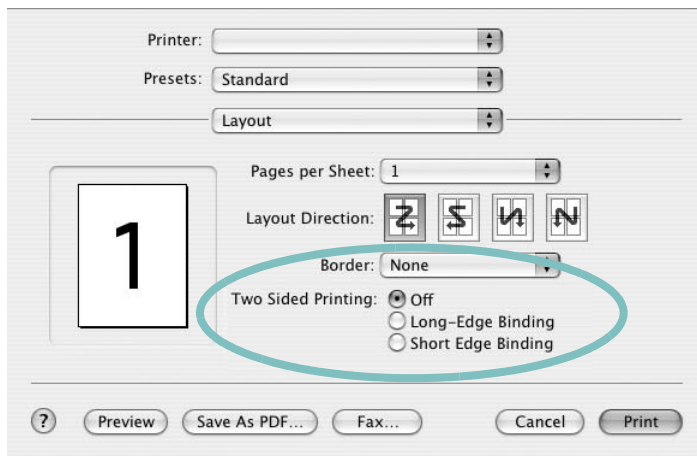 Printer:
Presets: Standard
Layout
Pages per Sheet: 1
Layout Direction:
1
Border: None
Two Sided Printing: Off
Long-Edge Binding
Short Edge Binding
? Preview Save As PDF... Fax... Cancel Print